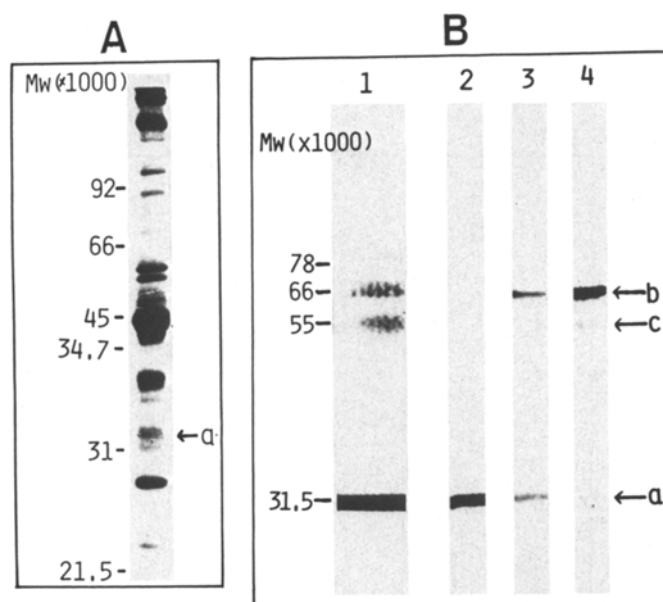 A
Mw(×1000)
92-
66-
45-
34,7-
←a
31-
21,5-
B
1 2 3 4
Mw(x1000)
78-
66- ←b
55- ←c
31,5- ←a